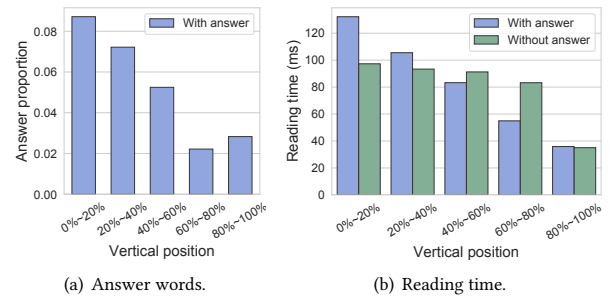 With answer
0.08
0.06
0.04
0.02
0.00
Answer proportion
0%~20%
20%~40%
40%~60%
60%~80%
80%~100%
Vertical position
(a) Answer words.
With answer
Without answer
120
100
80
60
40
20
0
Reading time (ms)
0%~20%
20%~40%
40%~60%
60%~80%
80%~100%
Vertical position
(b) Reading time.